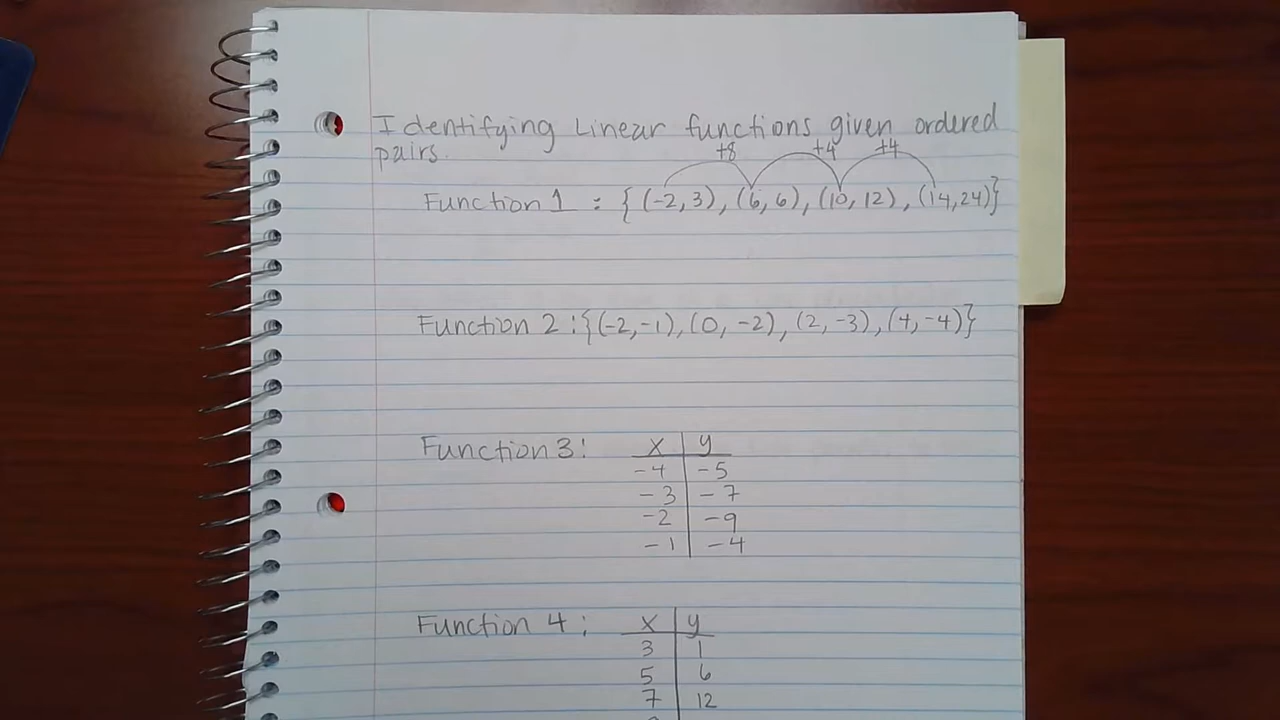 Identifying Linear functions given ordered
pairs.
+8 +4 +4
Function 1 : {(-2,3), (6,6), (10,12), (14,24)}
Function 2 : {(-2,-1), (0,-2), (2,-3), (4,-4)}
Function 3: x y
-4 -5
-3 -7
-2 -9
-1 -4
Function 4: x y
3 1
5 6
7 12